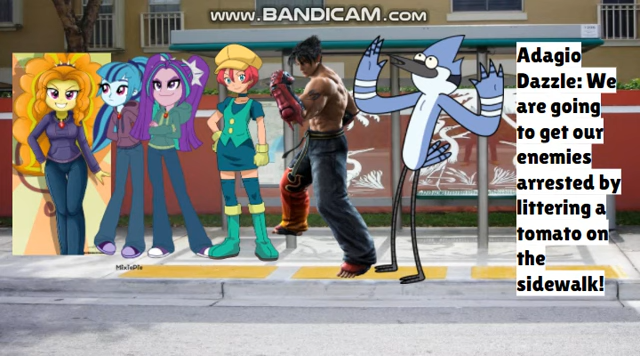 www.BANDICAM.com
Adagio
Dazzle: We
are going
to get our
enemies
arrested by
littering a
tomato on
the
sidewalk!